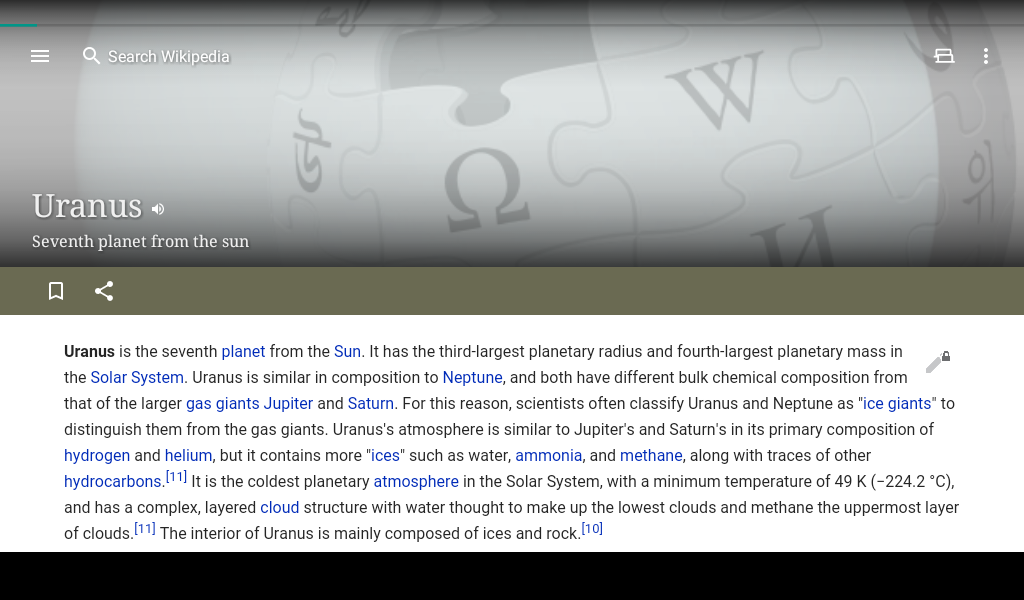 Search Wikipedia
W
Ω
И
Uranus
Seventh planet from the sun
Uranus is the seventh planet from the Sun. It has the third-largest planetary radius and fourth-largest planetary mass in
the Solar System. Uranus is similar in composition to Neptune, and both have different bulk chemical composition from
that of the larger gas giants Jupiter and Saturn. For this reason, scientists often classify Uranus and Neptune as "ice giants" to
distinguish them from the gas giants. Uranus's atmosphere is similar to Jupiter's and Saturn's in its primary composition of
hydrogen and helium, but it contains more "ices" such as water, ammonia, and methane, along with traces of other
hydrocarbons.[11] It is the coldest planetary atmosphere in the Solar System, with a minimum temperature of 49 K (−224.2 °C),
and has a complex, layered cloud structure with water thought to make up the lowest clouds and methane the uppermost layer
of clouds.[11] The interior of Uranus is mainly composed of ices and rock.[10]